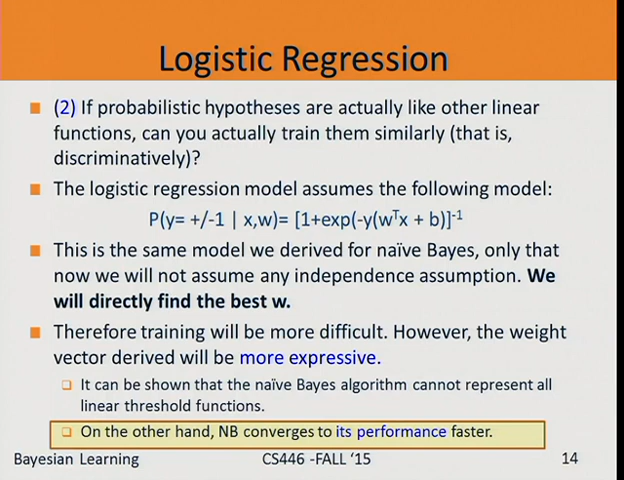 Logistic Regression
(2) If probabilistic hypotheses are actually like other linear
functions, can you actually train them similarly (that is,
discriminatively)?
The logistic regression model assumes the following model:
P(y= +/-1 | x,w)= [1+exp(-y(wᵀx + b)]⁻¹
This is the same model we derived for naïve Bayes, only that
now we will not assume any independence assumption. We
will directly find the best w.
Therefore training will be more difficult. However, the weight
vector derived will be more expressive.
It can be shown that the naïve Bayes algorithm cannot represent all
linear threshold functions.
On the other hand, NB converges to its performance faster.
Bayesian Learning CS446 -FALL ‘15 14